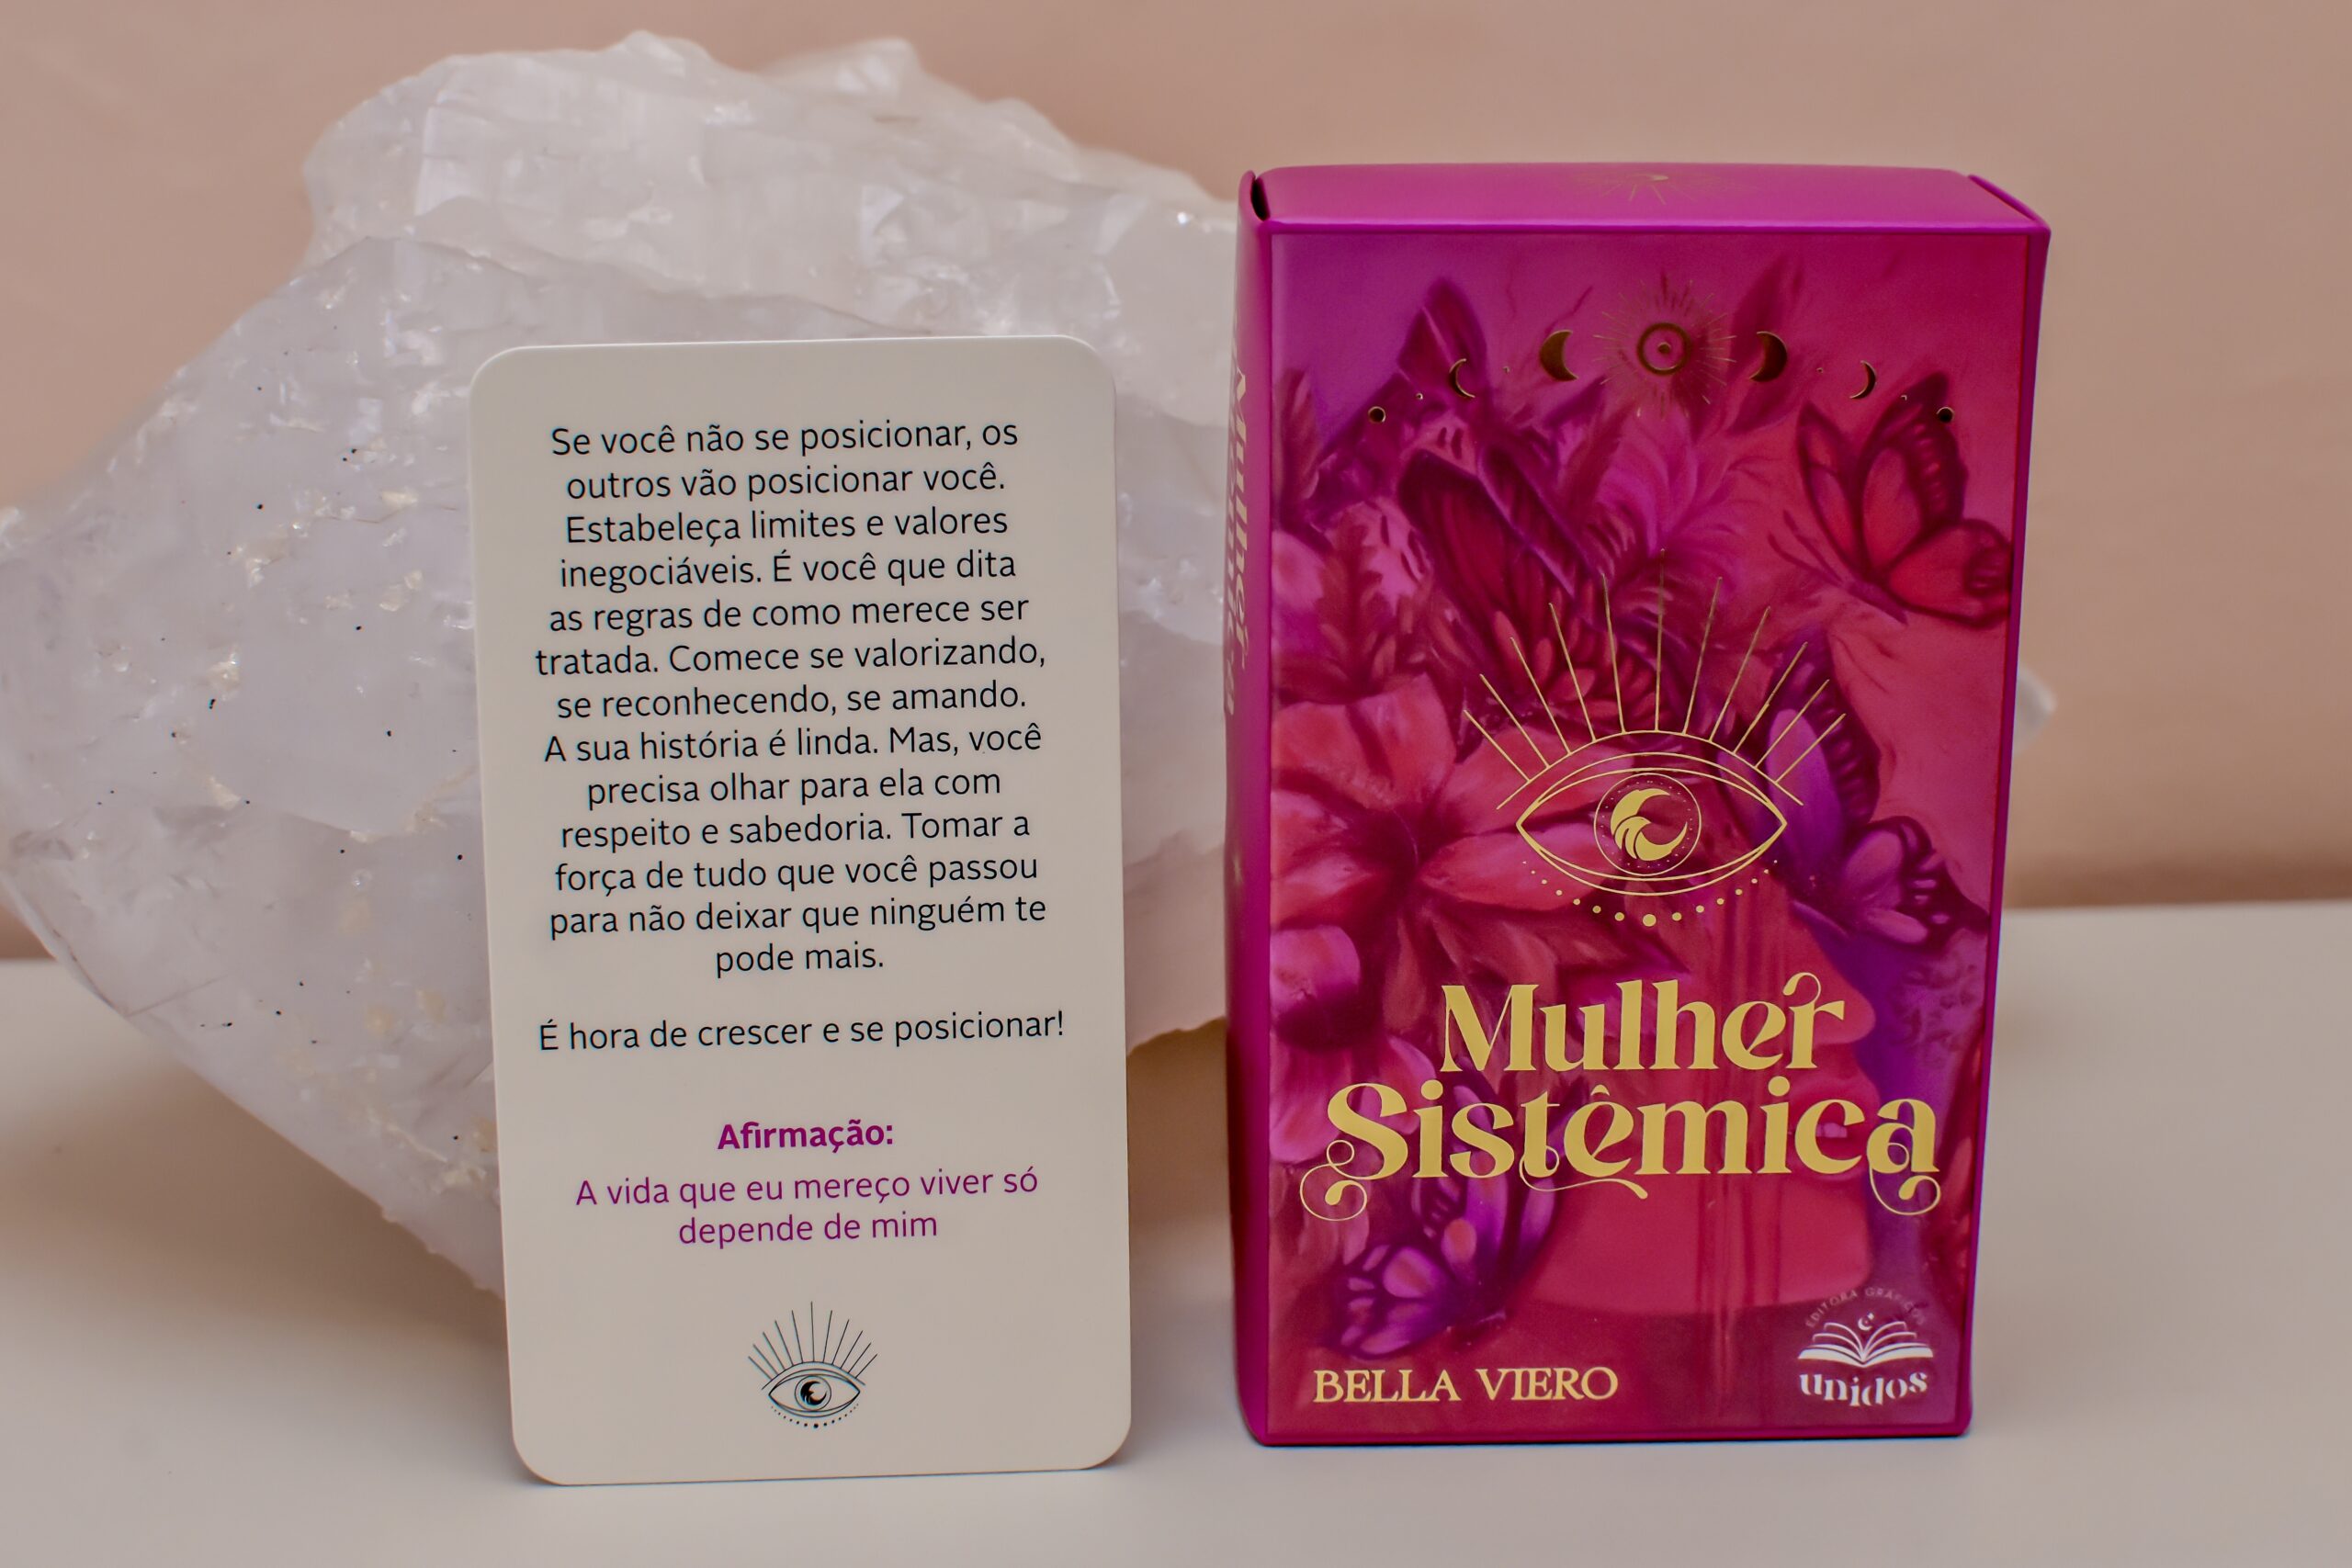 Se você não se posicionar, os
outros vão posicionar você.
Estabeleça limites e valores
inegociáveis. É você que dita
as regras de como merece ser
tratada. Comece se valorizando,
se reconhecendo, se amando.
A sua história é linda. Mas, você
precisa olhar para ela com
respeito e sabedoria. Tomar a
força de tudo que você passou
para não deixar que ninguém te
pode mais.
É hora de crescer e se posicionar!
Afirmação:
A vida que eu mereço viver só
depende de mim
Mulher
Sistêmica
BELLA VIERO
EDITORA GRÁFICOS
unidos